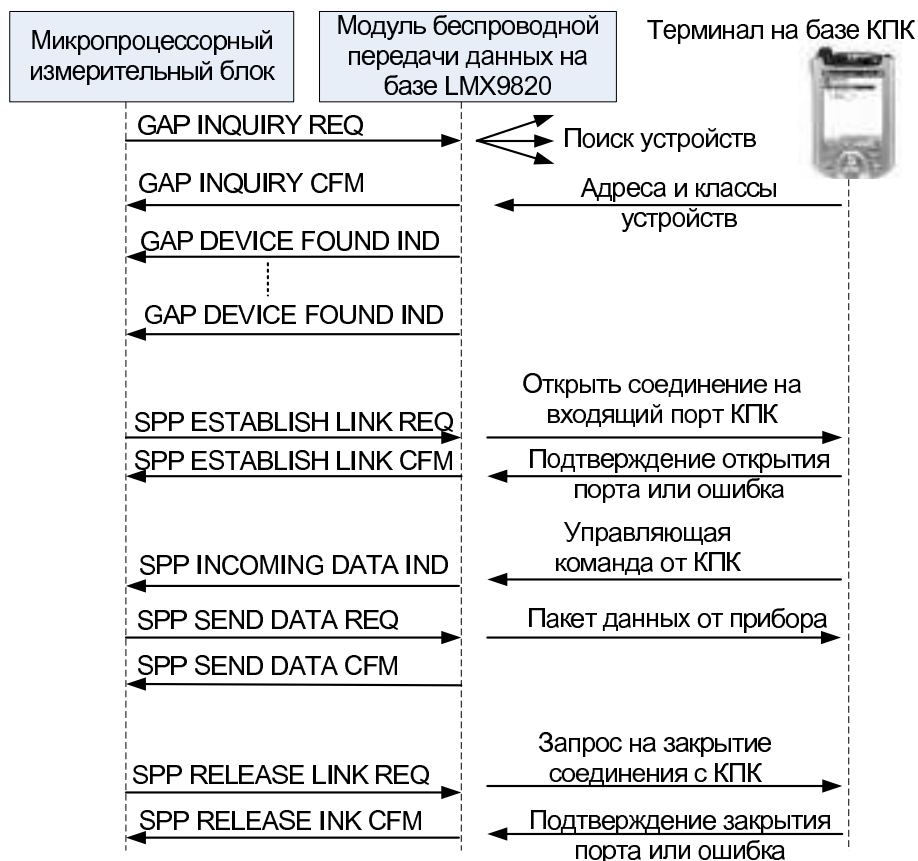 Микропроцессорный
измерительный блок
Модуль беспроводной
передачи данных на
базе LMX9820
Терминал на базе КПК
GAP INQUIRY REQ
Поиск устройств
GAP INQUIRY CFM
Адреса и классы
устройств
GAP DEVICE FOUND IND
GAP DEVICE FOUND IND
Открыть соединение на
входящий порт КПК
SPP ESTABLISH LINK REQ
SPP ESTABLISH LINK CFM
Подтверждение открытия
порта или ошибка
Управляющая
команда от КПК
SPP INCOMING DATA IND
SPP SEND DATA REQ
Пакет данных от прибора
SPP SEND DATA CFM
Запрос на закрытие
соединения с КПК
SPP RELEASE LINK REQ
SPP RELEASE INK CFM
Подтверждение закрытия
порта или ошибка